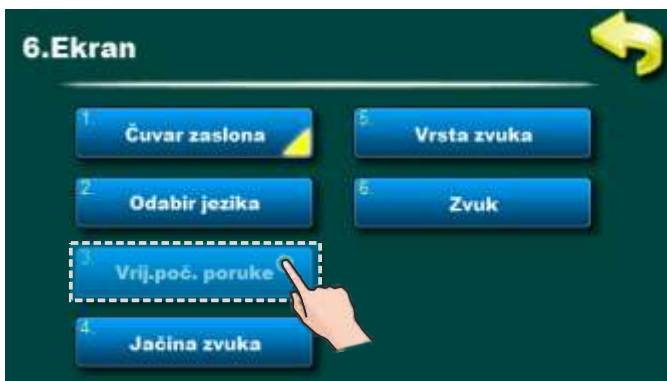 6.Ekran
1.
Čuvar zaslona
2.
Odabir jezika
3.
Vrij.poč. poruke
4.
Jačina zvuka
5.
Vrsta zvuka
6.
Zvuk